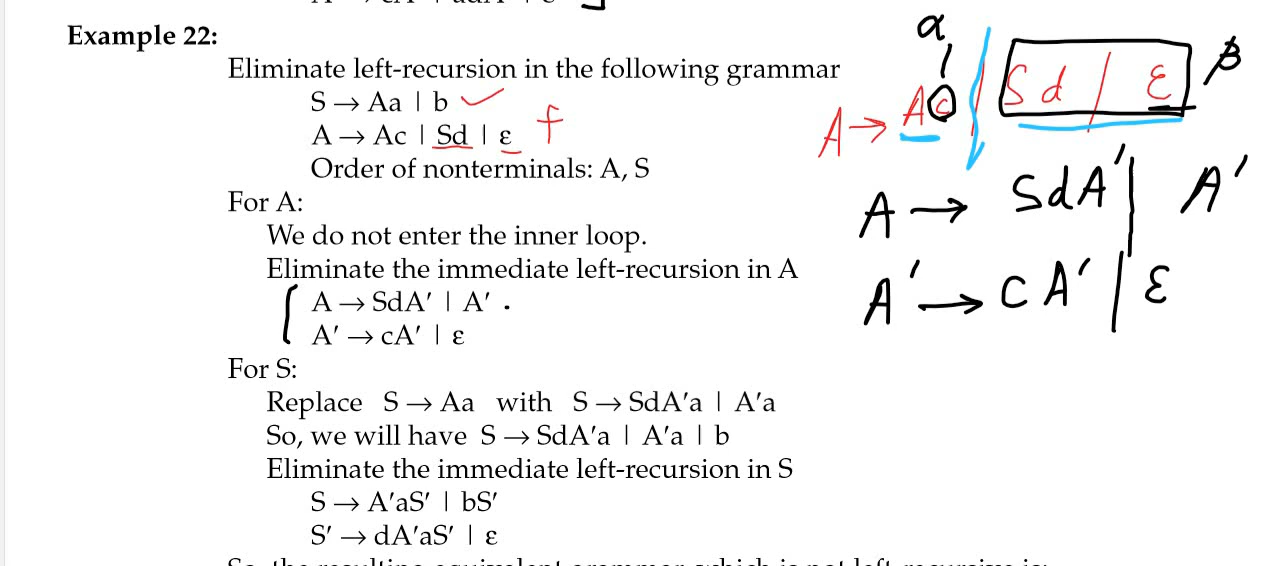 Example 22:
Eliminate left-recursion in the following grammar
S → Aa | b
A → Ac | Sd | ε f
Order of nonterminals: A, S
For A:
We do not enter the inner loop.
Eliminate the immediate left-recursion in A
A → SdA′ | A′ .
A′ → cA′ | ε
For S:
Replace S → Aa with S → SdA′a | A′a
So, we will have S → SdA′a | A′a | b
Eliminate the immediate left-recursion in S
S → A′aS′ | bS′
S′ → dA′aS′ | ε
α
A → AC | Sd | ε β
A → SdA′ | A′
A′ → CA′ | ε